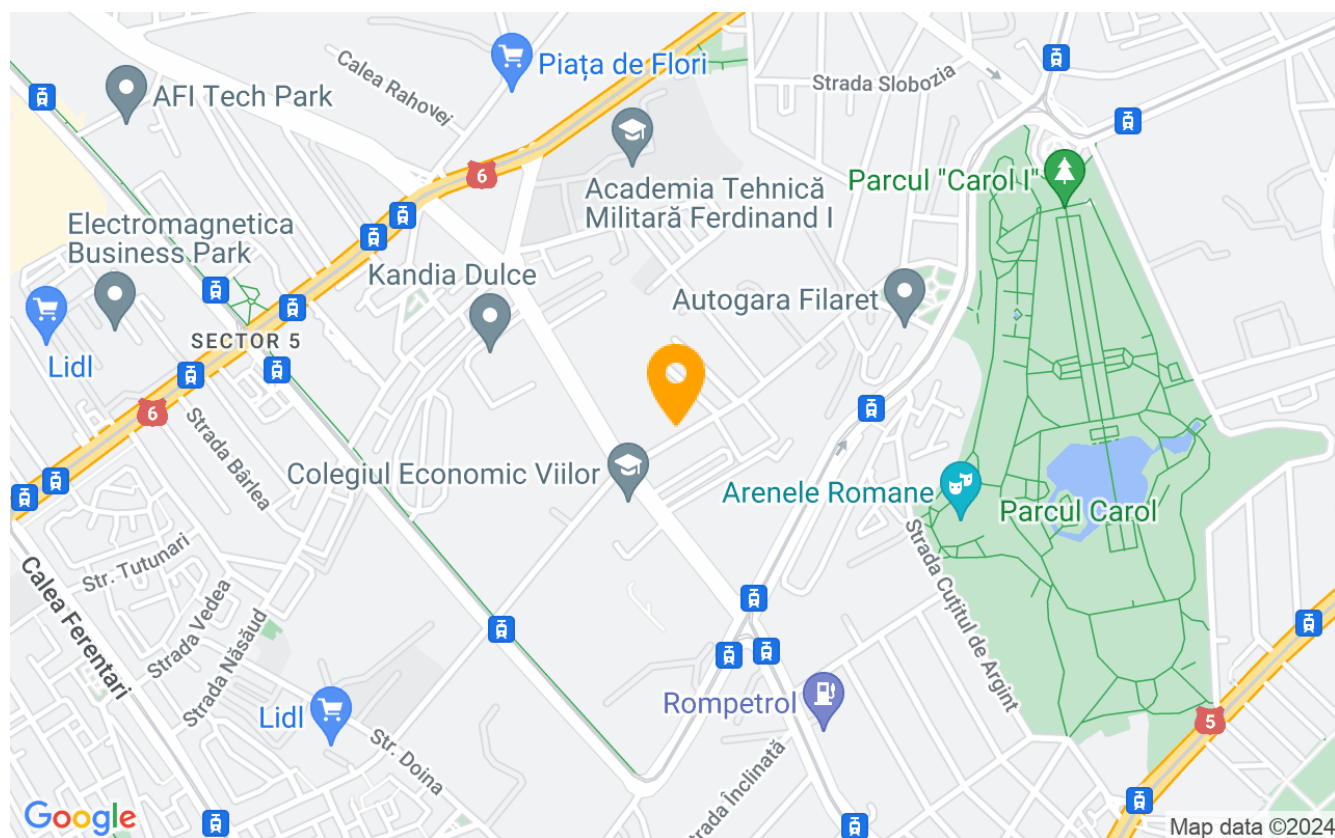 Calea Rahovei
Piața de Flori
Strada Slobozia
AFI Tech Park
6
Academia Tehnică
Militară Ferdinand I
Parcul "Carol I"
Electromagnetica
Business Park
Kandia Dulce
Autogara Filaret
SECTOR 5
Lidl
6
Strada Bârlea
Colegiul Economic Viilor
Arenele Romane
Parcul Carol
Str. Tutunari
Calea Ferentari
Strada Vedea
Strada Năsăud
Strada Cuțitul de Argint
Lidl
Str. Doina
Rompetrol
5
Strada Înclinată
Google
Map data ©2024